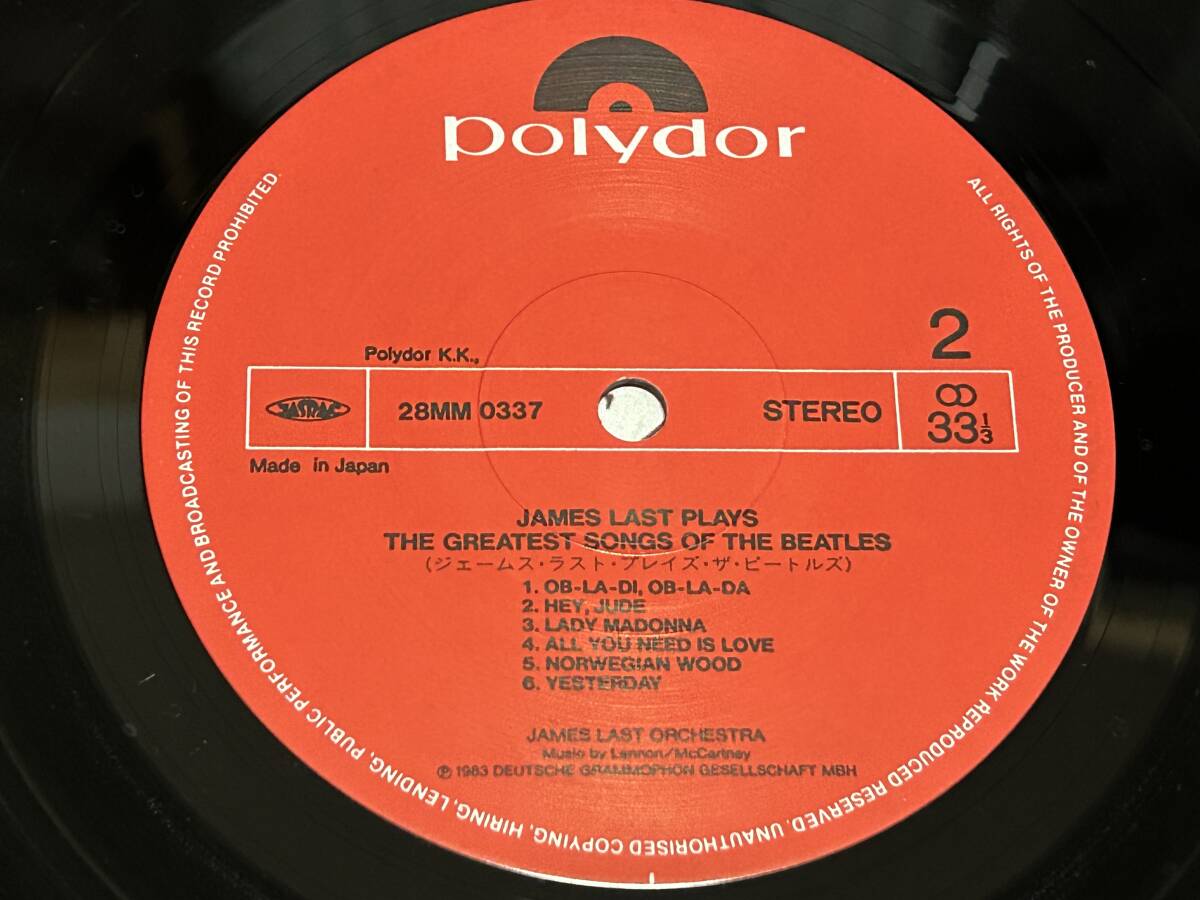 polydor
ALL RIGHTS OF THE PRODUCER AND OF THE OWNER OF THE WORK REPRODUCED RESERVED. UNAUTHORISED COPYING, HIRING, LENDING, PUBLIC PERFORMANCE AND BROADCASTING OF THIS RECORD PROHIBITED.
2
Polydor K.K.
JASRAC
28MM 0337
STEREO
33 1/3
Made in Japan
JAMES LAST PLAYS
THE GREATEST SONGS OF THE BEATLES
(ジェームス・ラスト・プレイズ・ザ・ビートルズ)
1. OB-LA-DI, OB-LA-DA
2. HEY, JUDE
3. LADY MADONNA
4. ALL YOU NEED IS LOVE
5. NORWEGIAN WOOD
6. YESTERDAY
JAMES LAST ORCHESTRA
Music by Lennon/McCartney
℗ 1983 DEUTSCHE GRAMMOPHON GESELLSCHAFT MBH